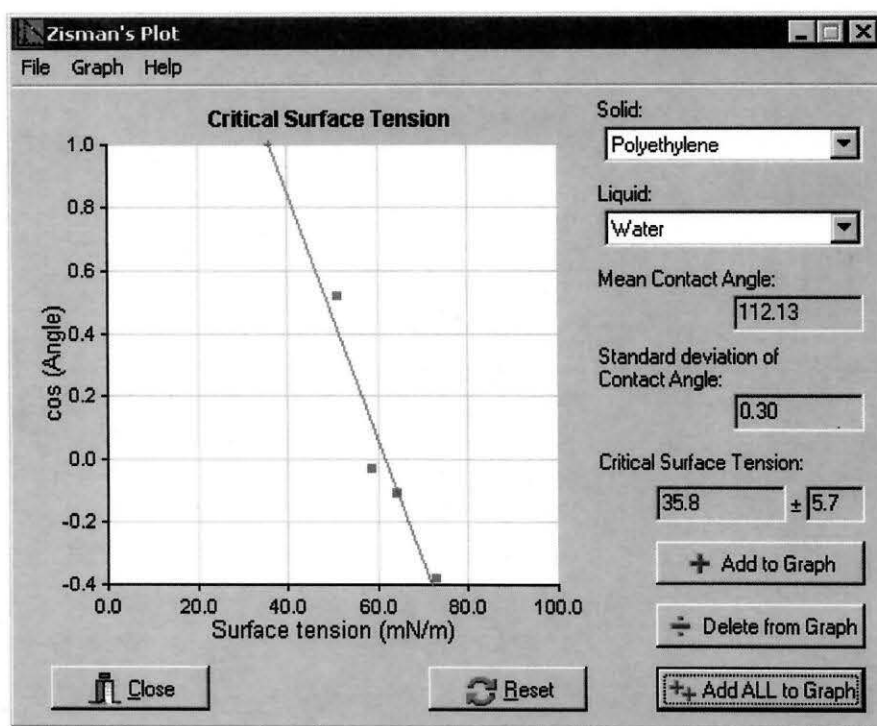 Zisman's Plot
File Graph Help
Critical Surface Tension
1.0
0.8
0.6
0.4
0.2
0.0
-0.2
-0.4
cos (Angle)
0.0 20.0 40.0 60.0 80.0 100.0
Surface tension (mN/m)
Solid:
Polyethylene
Liquid:
Water
Mean Contact Angle:
112.13
Standard deviation of
Contact Angle:
0.30
Critical Surface Tension:
35.8 ± 5.7
Add to Graph
Delete from Graph
Add ALL to Graph
Close
Reset